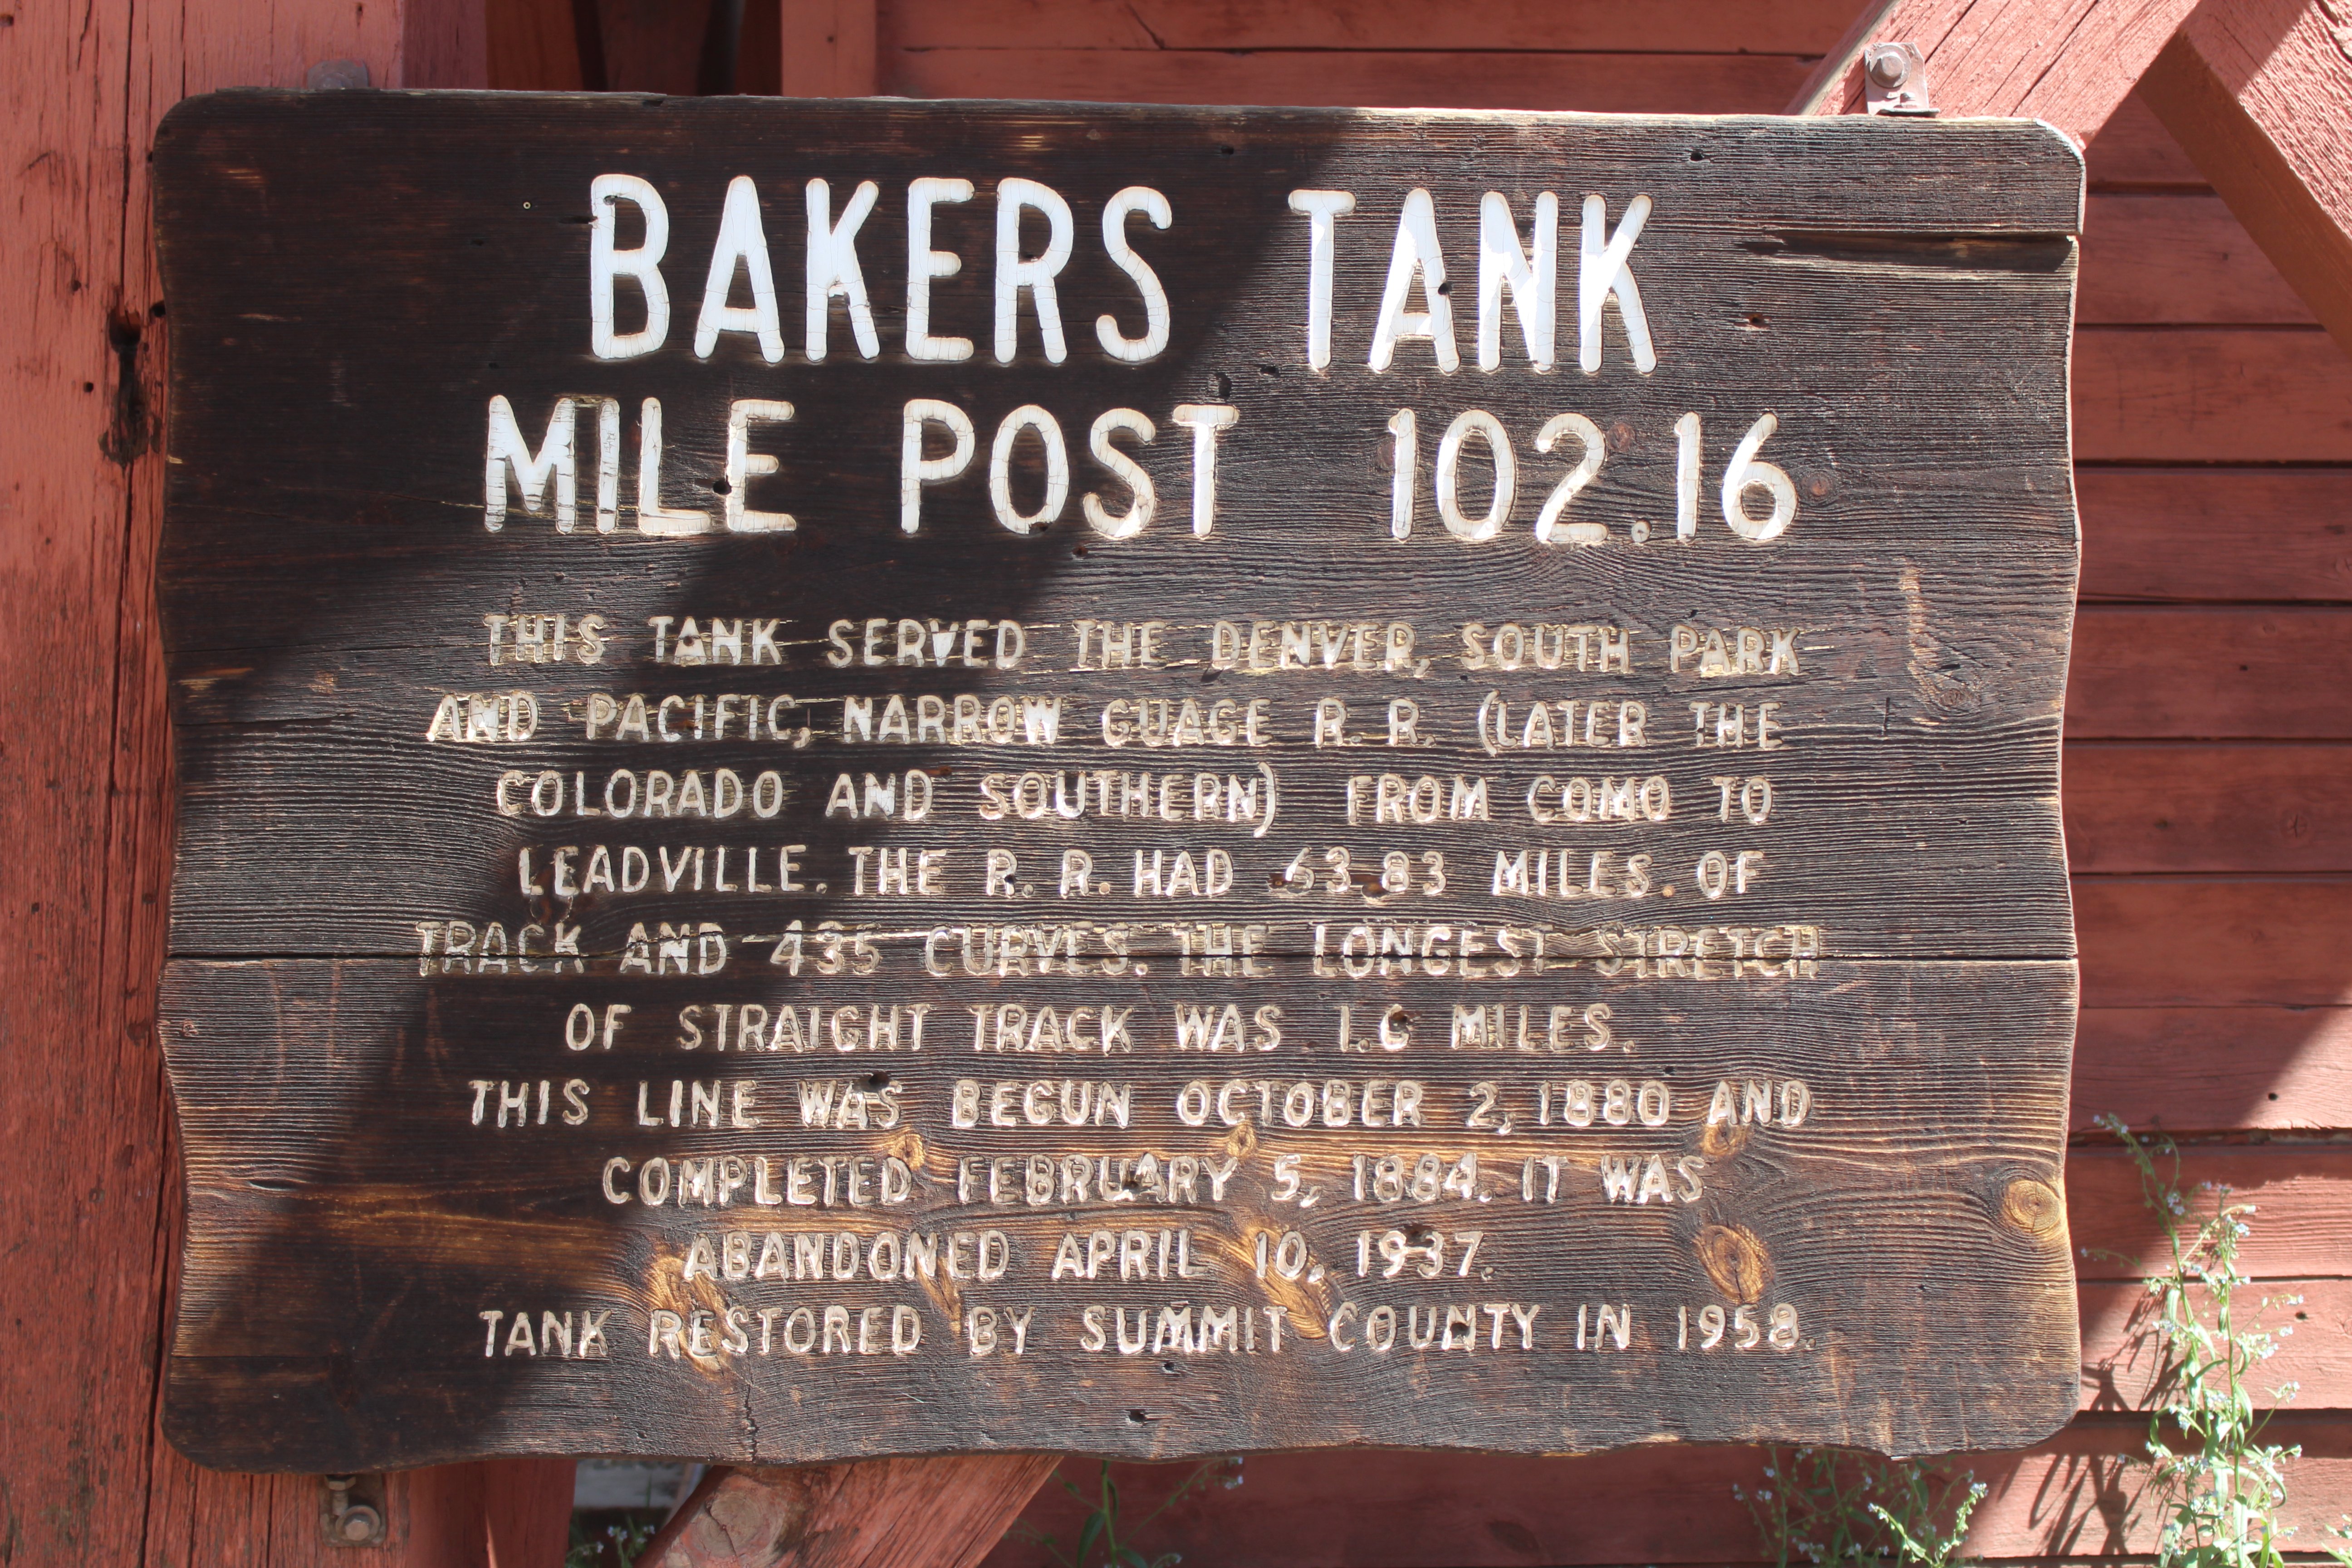 BAKERS TANK
MILE POST 102.16
THIS TANK SERVED THE DENVER, SOUTH PARK
AND PACIFIC, NARROW GUAGE R. R. (LATER THE
COLORADO AND SOUTHERN) FROM COMO TO
LEADVILLE. THE R. R. HAD 63.83 MILES. OF
TRACK AND 435 CURVES. THE LONGEST STRETCH
OF STRAIGHT TRACK WAS 1.6 MILES.
THIS LINE WAS BEGUN OCTOBER 2, 1880 AND
COMPLETED FEBRUARY 5, 1884. IT WAS
ABANDONED APRIL 10, 1937.
TANK RESTORED BY SUMMIT COUNTY IN 1958.